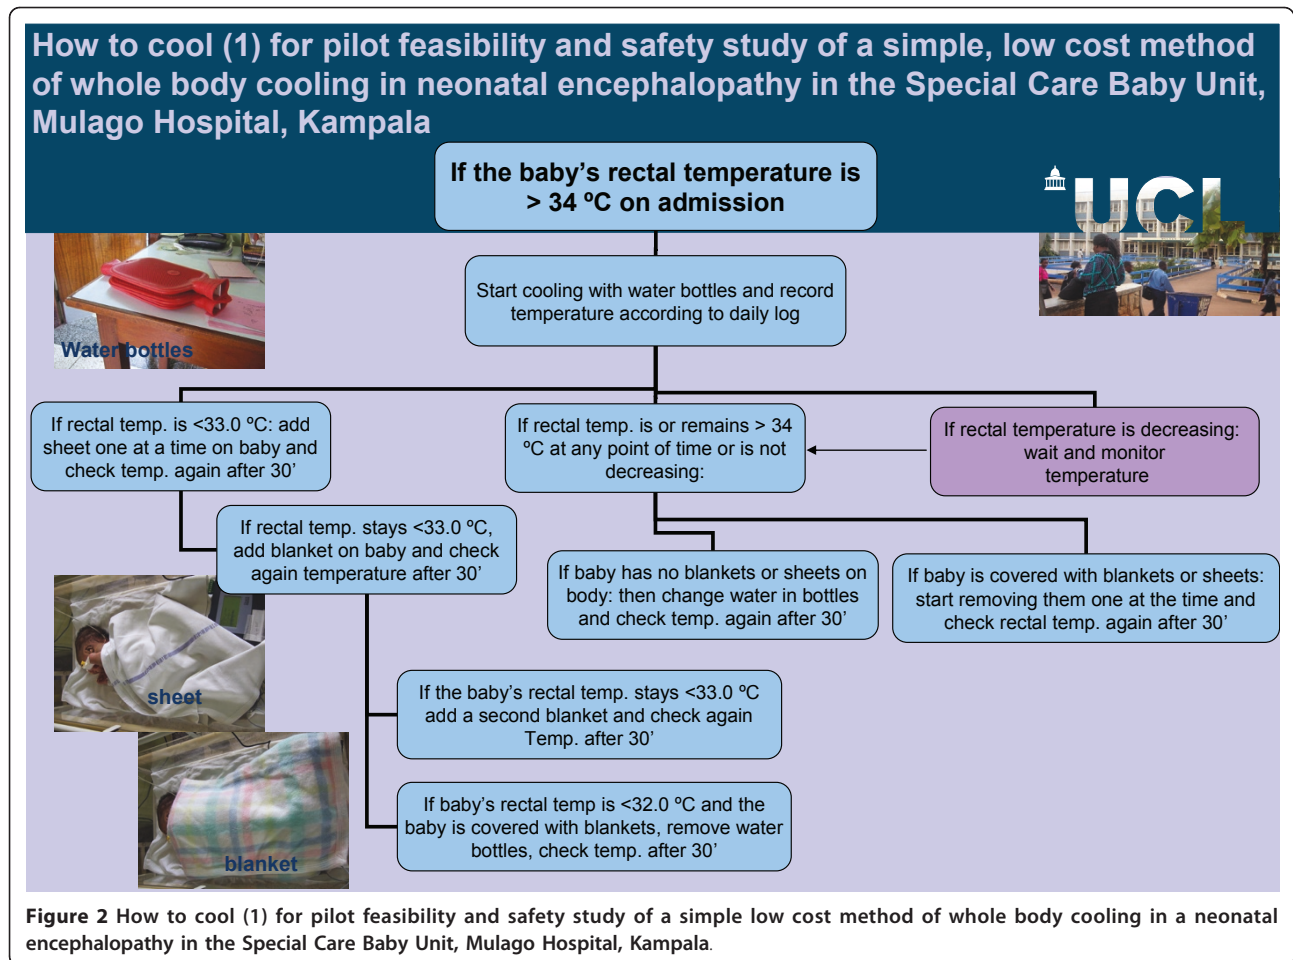 How to cool (1) for pilot feasibility and safety study of a simple, low cost method
of whole body cooling in neonatal encephalopathy in the Special Care Baby Unit,
Mulago Hospital, Kampala
If the baby’s rectal temperature is
> 34 ºC on admission
UCL
Start cooling with water bottles and record
temperature according to daily log
Water bottles
If rectal temp. is <33.0 ºC: add
sheet one at a time on baby and
check temp. again after 30’
If rectal temp. is or remains > 34
ºC at any point of time or is not
decreasing:
If rectal temperature is decreasing:
wait and monitor
temperature
If rectal temp. stays <33.0 ºC,
add blanket on baby and check
again temperature after 30’
If baby has no blankets or sheets on
body: then change water in bottles
and check temp. again after 30’
If baby is covered with blankets or sheets:
start removing them one at the time and
check rectal temp. again after 30’
sheet
If the baby’s rectal temp. stays <33.0 ºC
add a second blanket and check again
Temp. after 30’
If baby’s rectal temp is <32.0 ºC and the
baby is covered with blankets, remove water
bottles, check temp. after 30’
blanket
Figure 2 How to cool (1) for pilot feasibility and safety study of a simple low cost method of whole body cooling in a neonatal
encephalopathy in the Special Care Baby Unit, Mulago Hospital, Kampala.